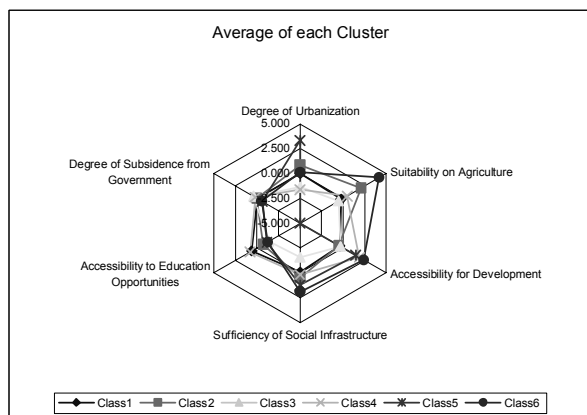 Average of each Cluster
Degree of Urbanization
5.000
2.500
0.000
-5.000
Suitability on Agriculture
Accessibility for Development
Sufficiency of Social Infrastructure
Accessibility to Education
Opportunities
Degree of Subsidence from
Government
Class1 Class2 Class3 Class4 Class5 Class6